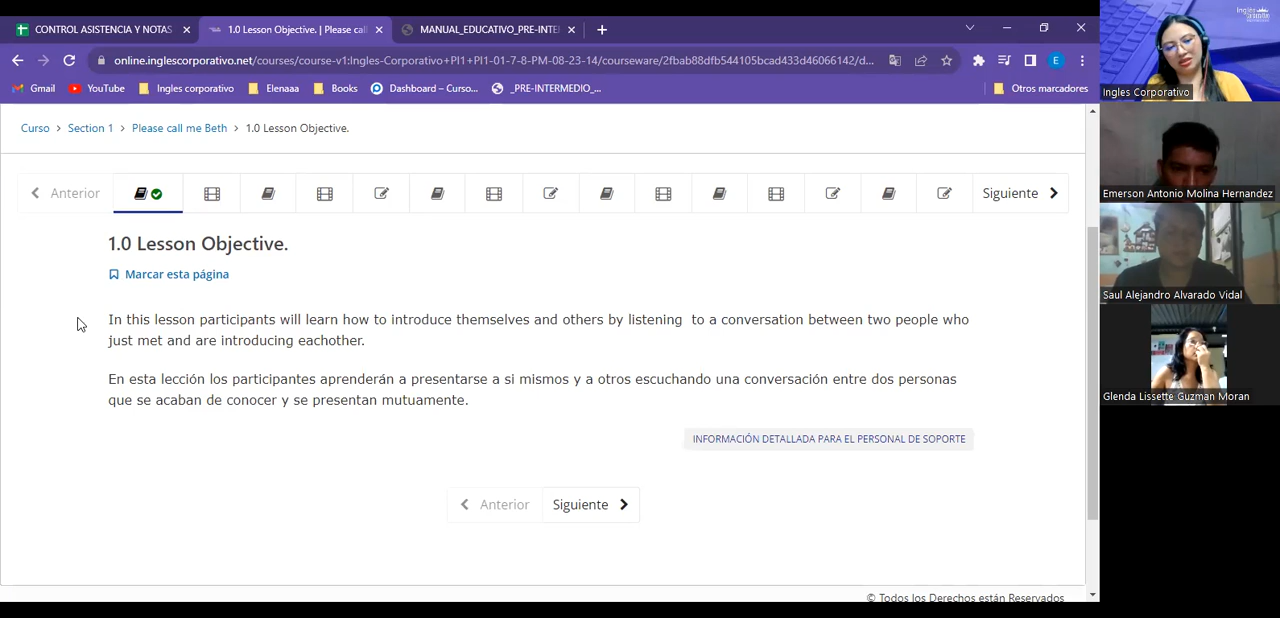 CONTROL ASISTENCIA Y NOTAS
1.0 Lesson Objective. | Please cal
MANUAL_EDUCATIVO_PRE-INTE
online.inglescorporativo.net/courses/course-v1:Ingles-Corporativo+PI1+PI1-01-7-8-PM-08-23-14/courseware/2fbab88dfb544105bcad433d46066142/d...
E
Gmail
YouTube
Ingles corporativo
Elenaaa
Books
Dashboard – Curso...
_PRE-INTERMEDIO_...
Otros marcadores
Curso > Section 1 > Please call me Beth > 1.0 Lesson Objective.
Anterior
Siguiente
1.0 Lesson Objective.
Marcar esta página
In this lesson participants will learn how to introduce themselves and others by listening to a conversation between two people who
just met and are introducing eachother.
En esta lección los participantes aprenderán a presentarse a si mismos y a otros escuchando una conversación entre dos personas
que se acaban de conocer y se presentan mutuamente.
INFORMACIÓN DETALLADA PARA EL PERSONAL DE SOPORTE
Anterior
Siguiente
© Todos los Derechos están Reservados
Ingles Corporativo
Emerson Antonio Molina Hernandez
Saul Alejandro Alvarado Vidal
Glenda Lissette Guzman Moran